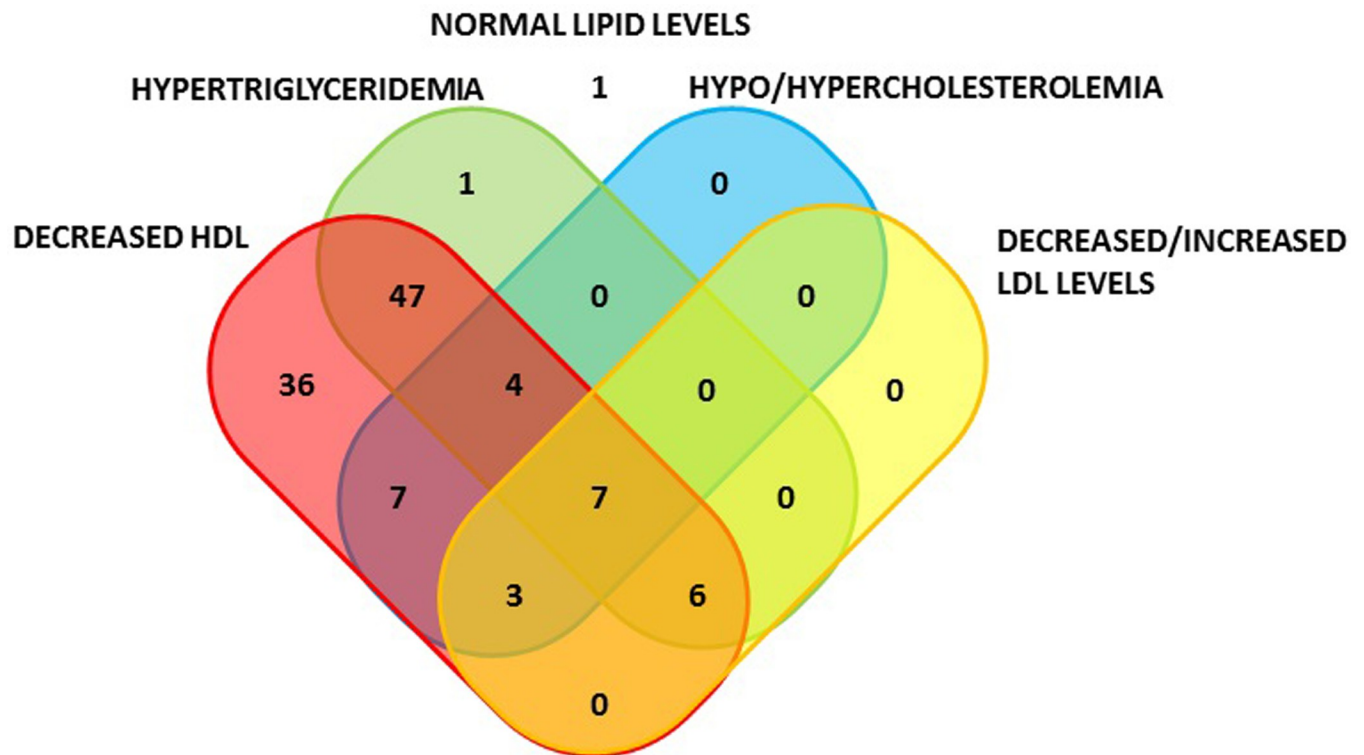 NORMAL LIPID LEVELS
HYPERTRIGLYCERIDEMIA 1 HYPO/HYPERCHOLESTEROLEMIA
1 0
DECREASED HDL
DECREASED/INCREASED
LDL LEVELS
47 0 0
36 4 0 0
7 7 0
3 6
0